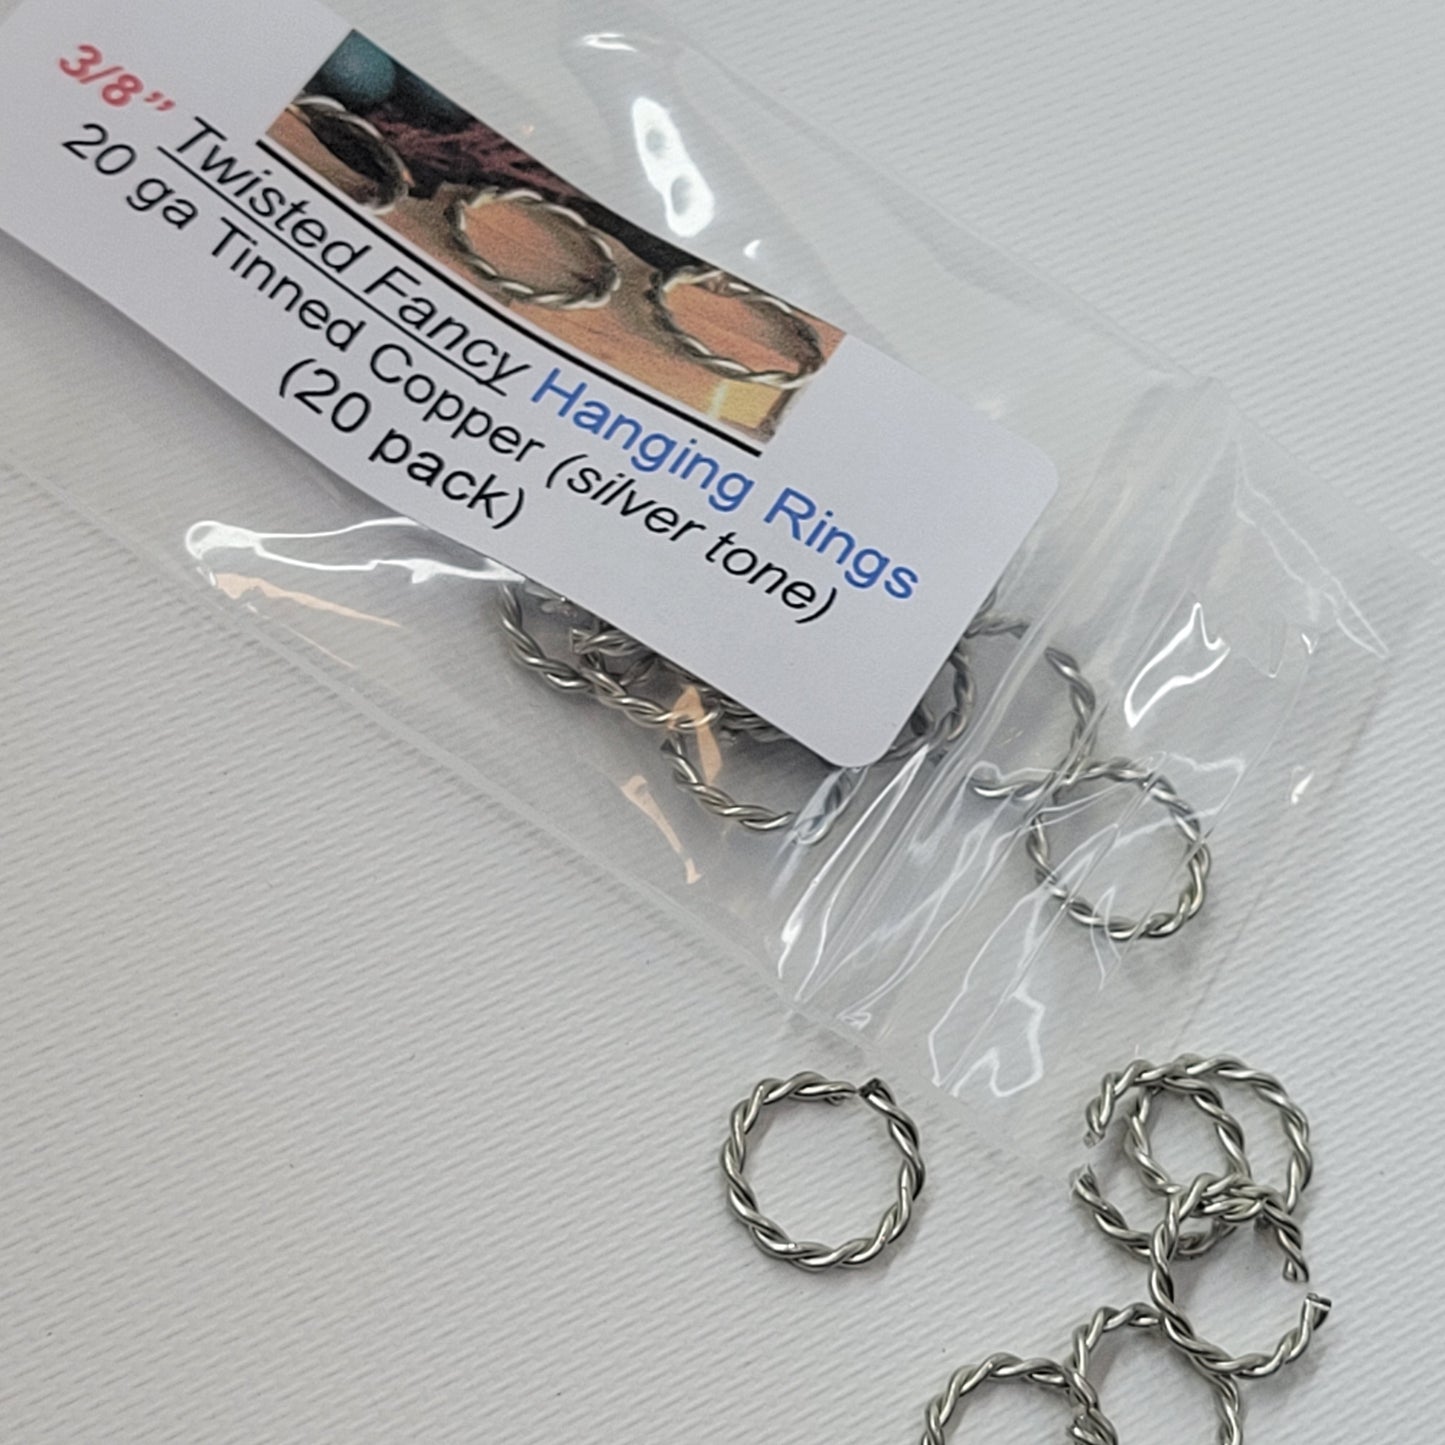 3/8” Twisted Fancy Hanging Rings
20 ga Tinned Copper (silver tone)
(20 pack)